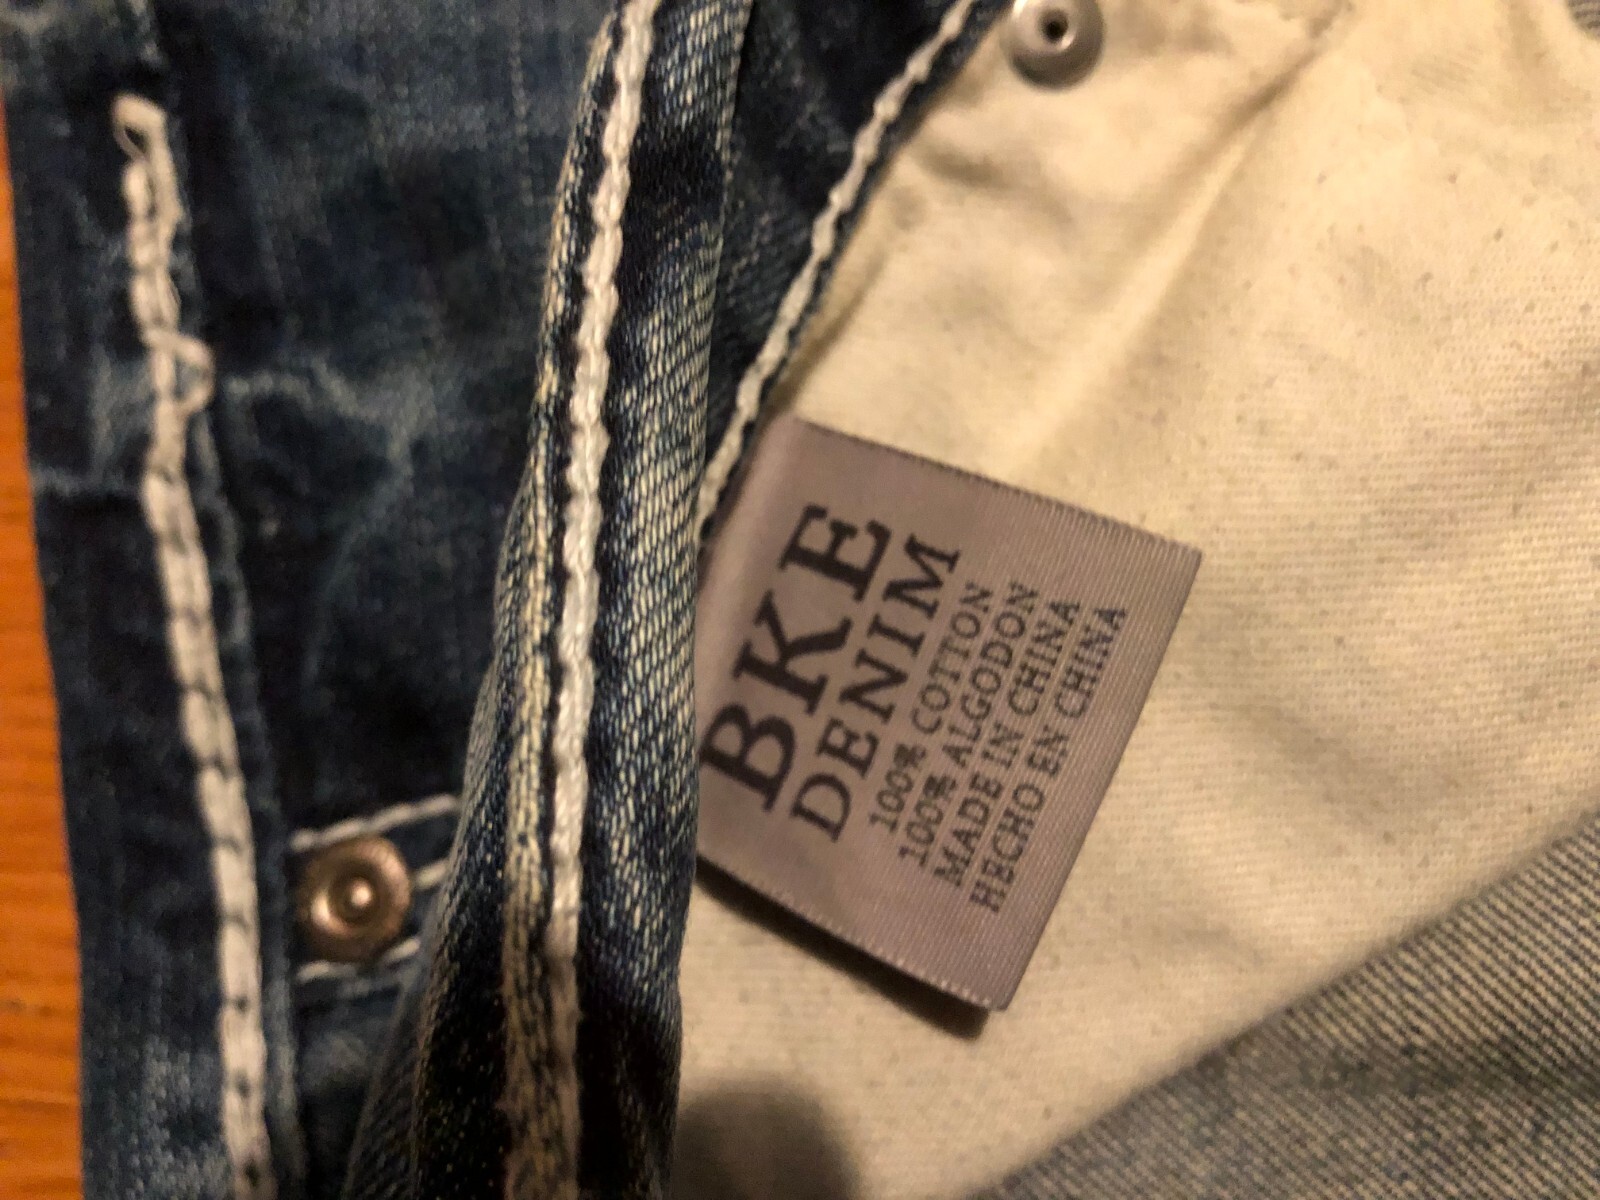 BKE
DENIM
100% COTTON
100% ALGODON
MADE IN CHINA
HECHO EN CHINA